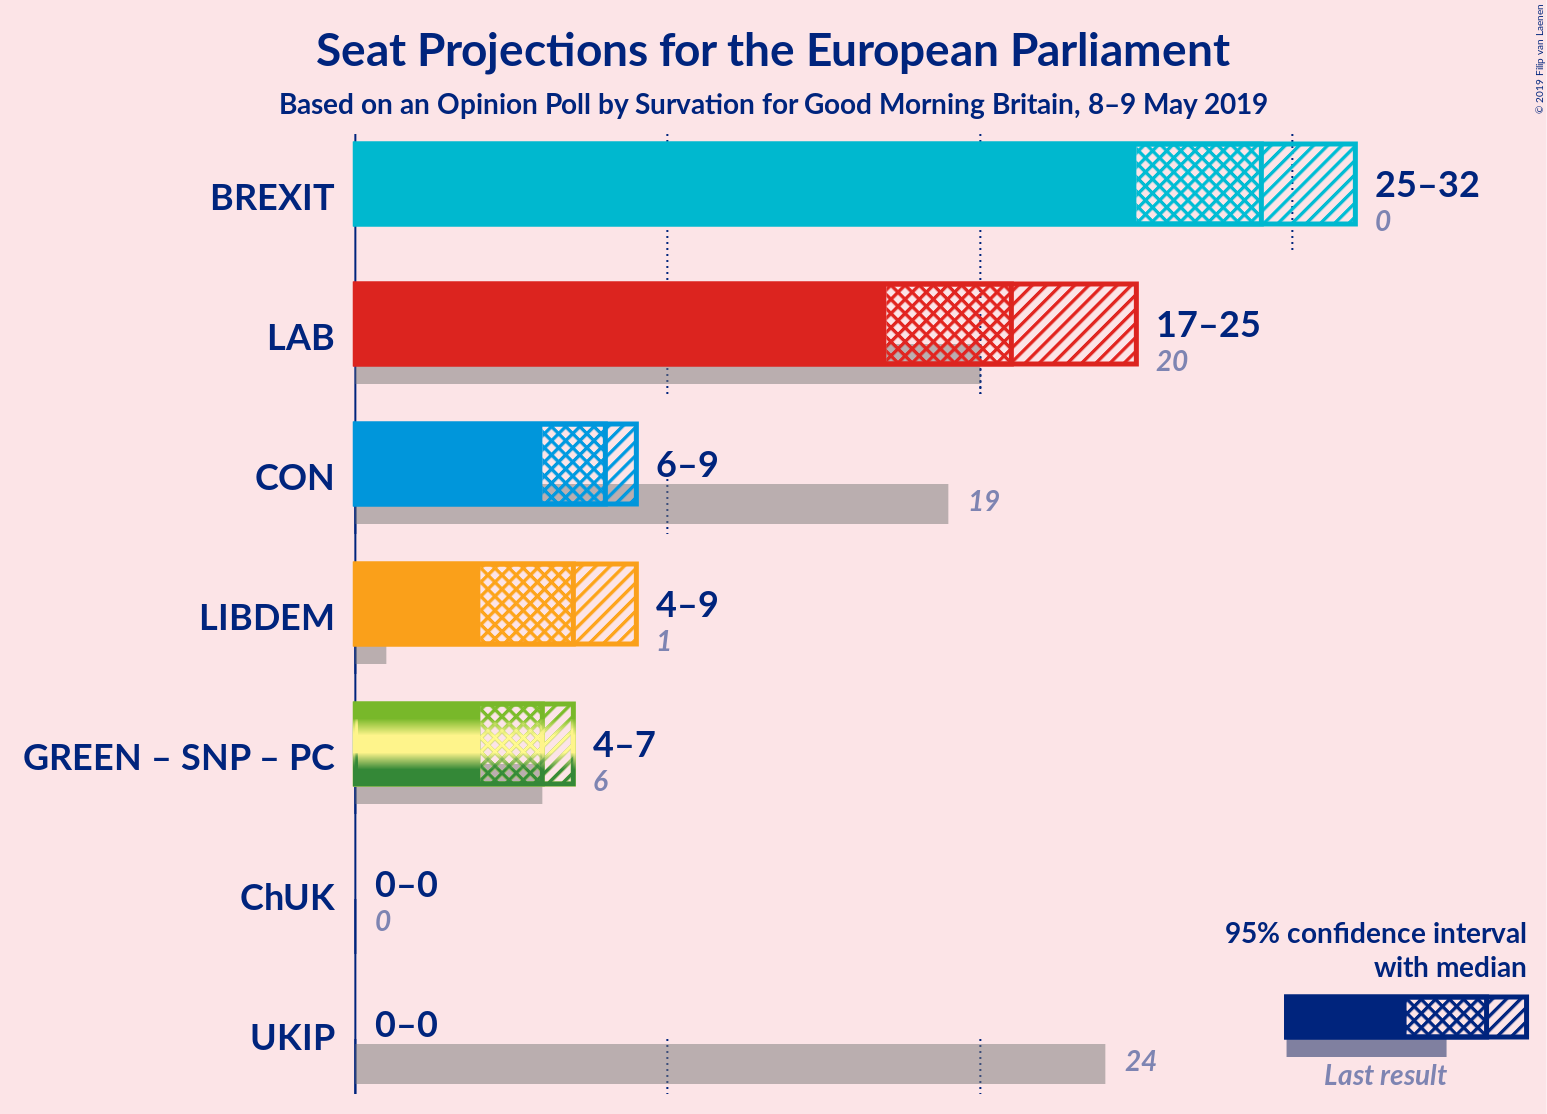 Seat Projections for the European Parliament
Based on an Opinion Poll by Survation for Good Morning Britain, 8–9 May 2019
© 2019 Filip van Laenen
BREXIT
25–32
0
LAB
17–25
20
CON
6–9
19
LIBDEM
4–9
1
GREEN – SNP – PC
4–7
6
ChUK
0–0
0
UKIP
0–0
24
95% confidence interval
with median
Last result